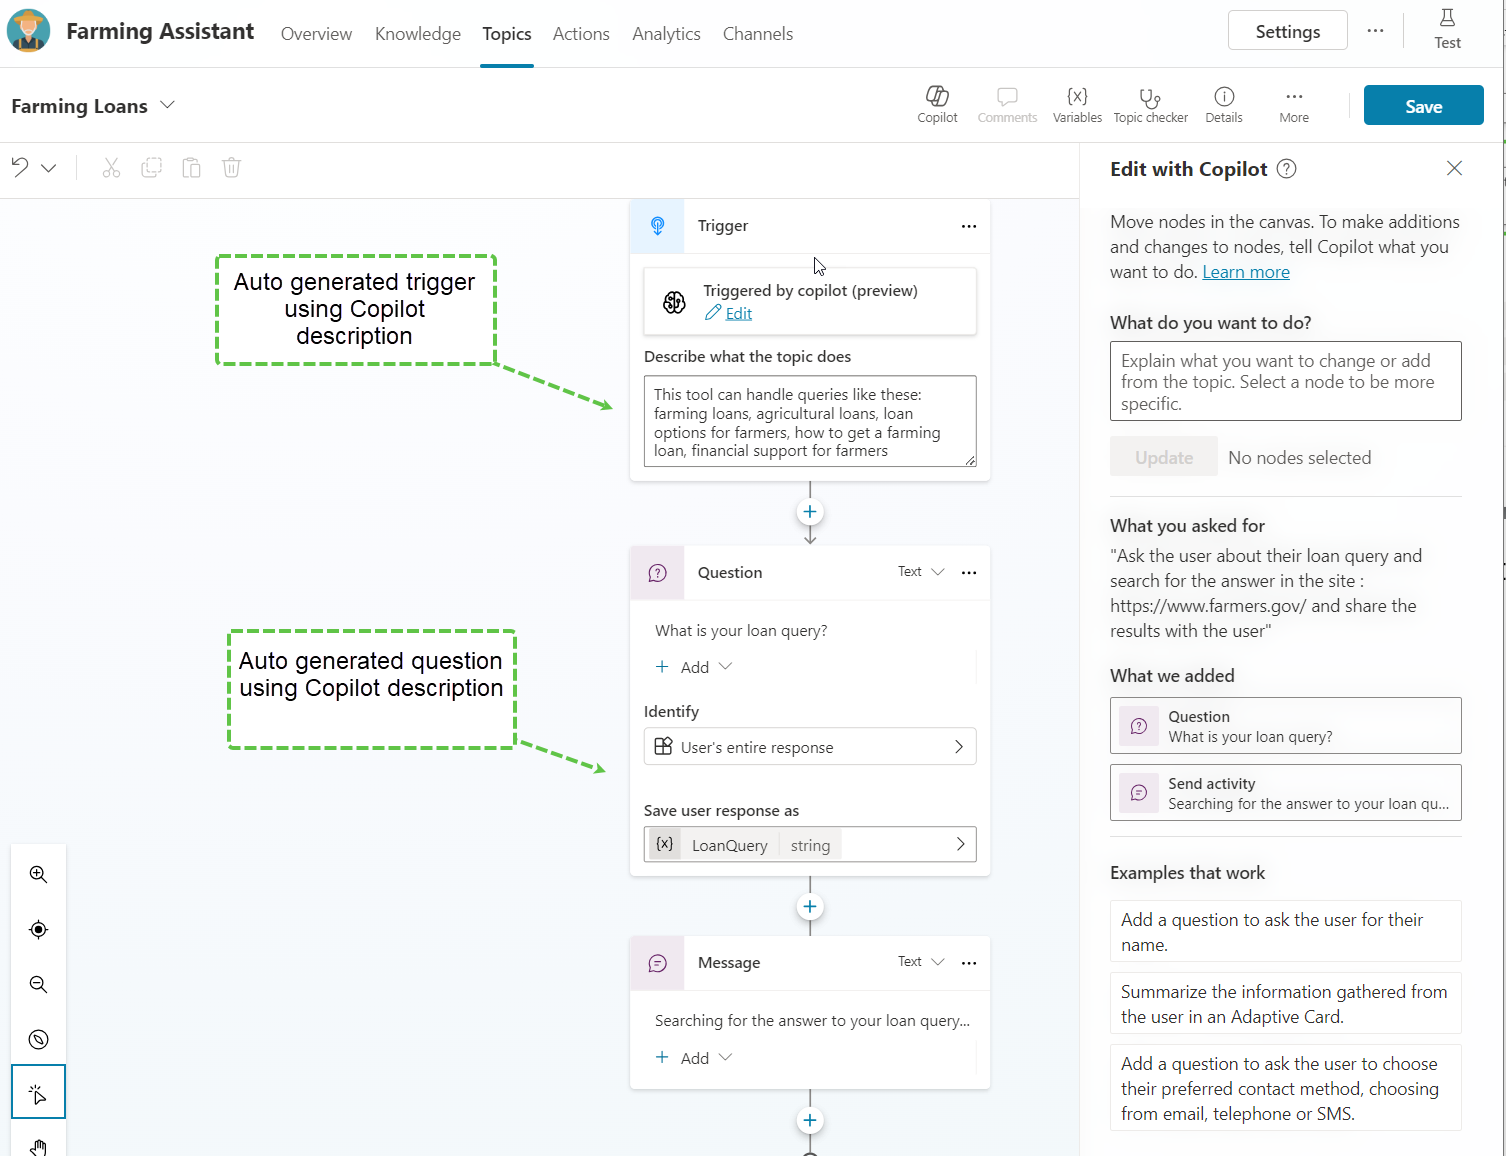 Farming Assistant
Overview
Knowledge
Topics
Actions
Analytics
Channels
Settings
...
Test
Farming Loans
Copilot
Comments
{x}
Variables
Topic checker
Details
...
More
Save
Auto generated trigger
using Copilot
description
Trigger
...
Triggered by copilot (preview)
Edit
Describe what the topic does
This tool can handle queries like these:
farming loans, agricultural loans, loan
options for farmers, how to get a farming
loan, financial support for farmers
Auto generated question
using Copilot description
Question
Text
...
What is your loan query?
+ Add
Identify
User's entire response
Save user response as
{x} LoanQuery string
Message
Text
...
Searching for the answer to your loan query...
+ Add
Edit with Copilot
Move nodes in the canvas. To make additions
and changes to nodes, tell Copilot what you
want to do. Learn more
What do you want to do?
Explain what you want to change or add
from the topic. Select a node to be more
specific.
Update
No nodes selected
What you asked for
"Ask the user about their loan query and
search for the answer in the site :
https://www.farmers.gov/ and share the
results with the user"
What we added
Question
What is your loan query?
Send activity
Searching for the answer to your loan qu...
Examples that work
Add a question to ask the user for their
name.
Summarize the information gathered from
the user in an Adaptive Card.
Add a question to ask the user to choose
their preferred contact method, choosing
from email, telephone or SMS.